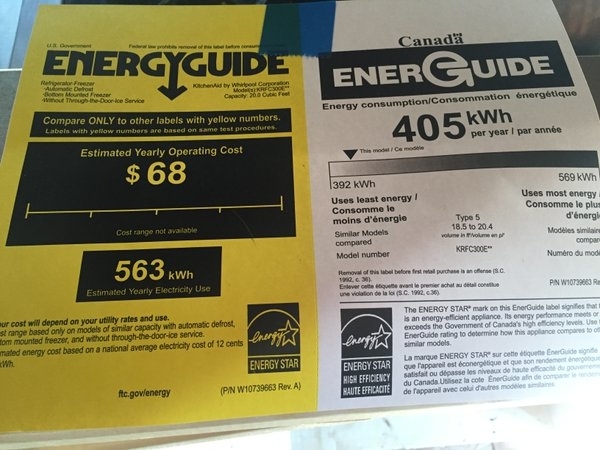 U.S. Government
Federal law prohibits removal of this label before
ENERGYGUIDE
Refrigerator-Freezer
•Automatic Defrost
•Bottom Mounted Freezer
•Without Through-the-Door-Ice Service
KitchenAid by Whirlpool Corporation
Model(s):KRFC300E**
Capacity: 20.0 Cubic Feet
Compare ONLY to other labels with yellow numbers.
Labels with yellow numbers are based on same test procedures.
Estimated Yearly Operating Cost
$ 68
Cost range not available
563 kWh
Estimated Yearly Electricity Use
cost will depend on your utility rates and use.
range based only on models of similar capacity with automatic defrost,
mounted freezer, and without through-the-door-ice service.
energy cost based on a national average electricity cost of 12 cents
kWh.
energy
ENERGY STAR
ftc.gov/energy
(P/N W10739663 Rev. A)
Canada
ENERGUIDE
Energy consumption/Consommation énergétique
405 kWh
per year / par année
This model / Ce modèle
392 kWh
569 kWh
Uses least energy /
Consomme le
moins d'énergie
Uses most energy /
Consomme le
d'énergie
Similar Models
compared
Type 5
18.5 to 20.4
volume in ft³/volume en pi³
Modèles
Model number
KRFC300E**
Numéro du
Removal of this label before first retail purchase is an offense (S.C.
1992, c. 36).
Enlever cette étiquette avant le premier achat au détail constitue
une violation de la loi (S.C. 1992, c.36).
P/N W10739663
energy
ENERGY STAR
HIGH EFFICIENCY
HAUTE EFFICACITÉ
The ENERGY STAR® mark on this EnerGuide label signifies that
is an energy-efficient appliance. Its energy performance meets or
exceeds the Government of Canada's high efficiency levels. Use
EnerGuide rating to determine how this appliance compares to
similar models.
La marque ENERGY STAR® sur cette étiquette ÉnerGuide signifie
que l'appareil est éconergétique et que son rendement énergétique
satisfait ou dépasse les niveaux de haute efficacité du gouvernement
du Canada.Utilisez la cote ÉnerGuide afin de comparer le
de l'appareil avec celui d'autres modèles similaires.